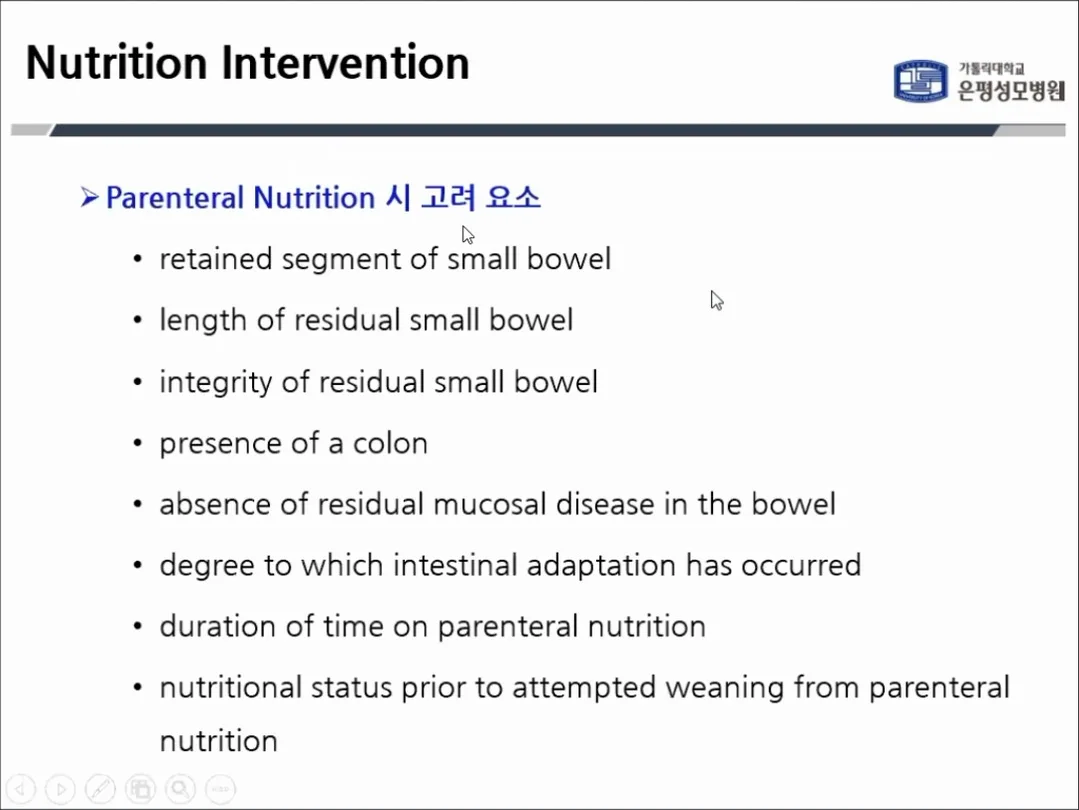 Nutrition Intervention
가톨릭대학교
은평성모병원
➢Parenteral Nutrition 시 고려 요소
• retained segment of small bowel
• length of residual small bowel
• integrity of residual small bowel
• presence of a colon
• absence of residual mucosal disease in the bowel
• degree to which intestinal adaptation has occurred
• duration of time on parenteral nutrition
• nutritional status prior to attempted weaning from parenteral
nutrition